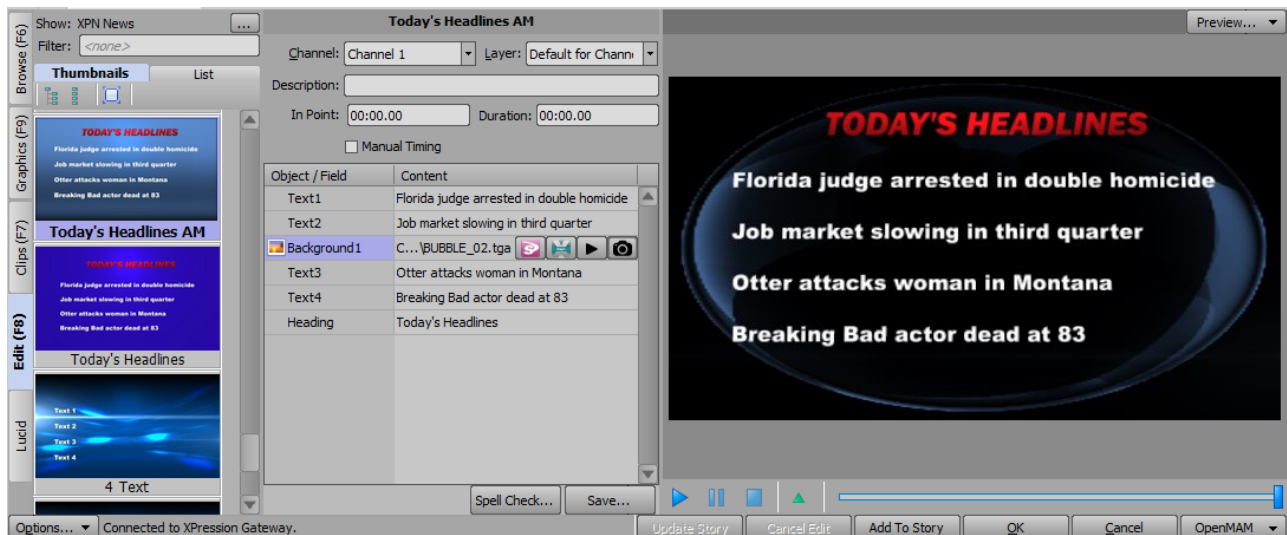 Show: XPN News ...
Filter: <none>
Thumbnails List
Browse (F6)
Graphics (F9)
Clips (F7)
Edit (F8)
Lucid
TODAY'S HEADLINES
Florida judge arrested in double homicide
Job market slowing in third quarter
Otter attacks woman in Montana
Breaking Bad actor dead at 83
Today's Headlines AM
TODAY'S HEADLINES
Florida judge arrested in double homicide
Job market slowing in third quarter
Otter attacks woman in Montana
Breaking Bad actor dead at 83
Today's Headlines
Text 1
Text 2
Text 3
Text 4
4 Text
Today's Headlines AM
Channel: Channel 1 Layer: Default for Chann
Description:
In Point: 00:00.00 Duration: 00:00.00
Manual Timing
Object / Field Content
Text1 Florida judge arrested in double homicide
Text2 Job market slowing in third quarter
Background1 C...\BUBBLE_02.tga
Text3 Otter attacks woman in Montana
Text4 Breaking Bad actor dead at 83
Heading Today's Headlines
Spell Check... Save...
Preview...
TODAY'S HEADLINES
Florida judge arrested in double homicide
Job market slowing in third quarter
Otter attacks woman in Montana
Breaking Bad actor dead at 83
Options... Connected to XPression Gateway.
Update Story Cancel Edit Add To Story OK Cancel OpenMAM